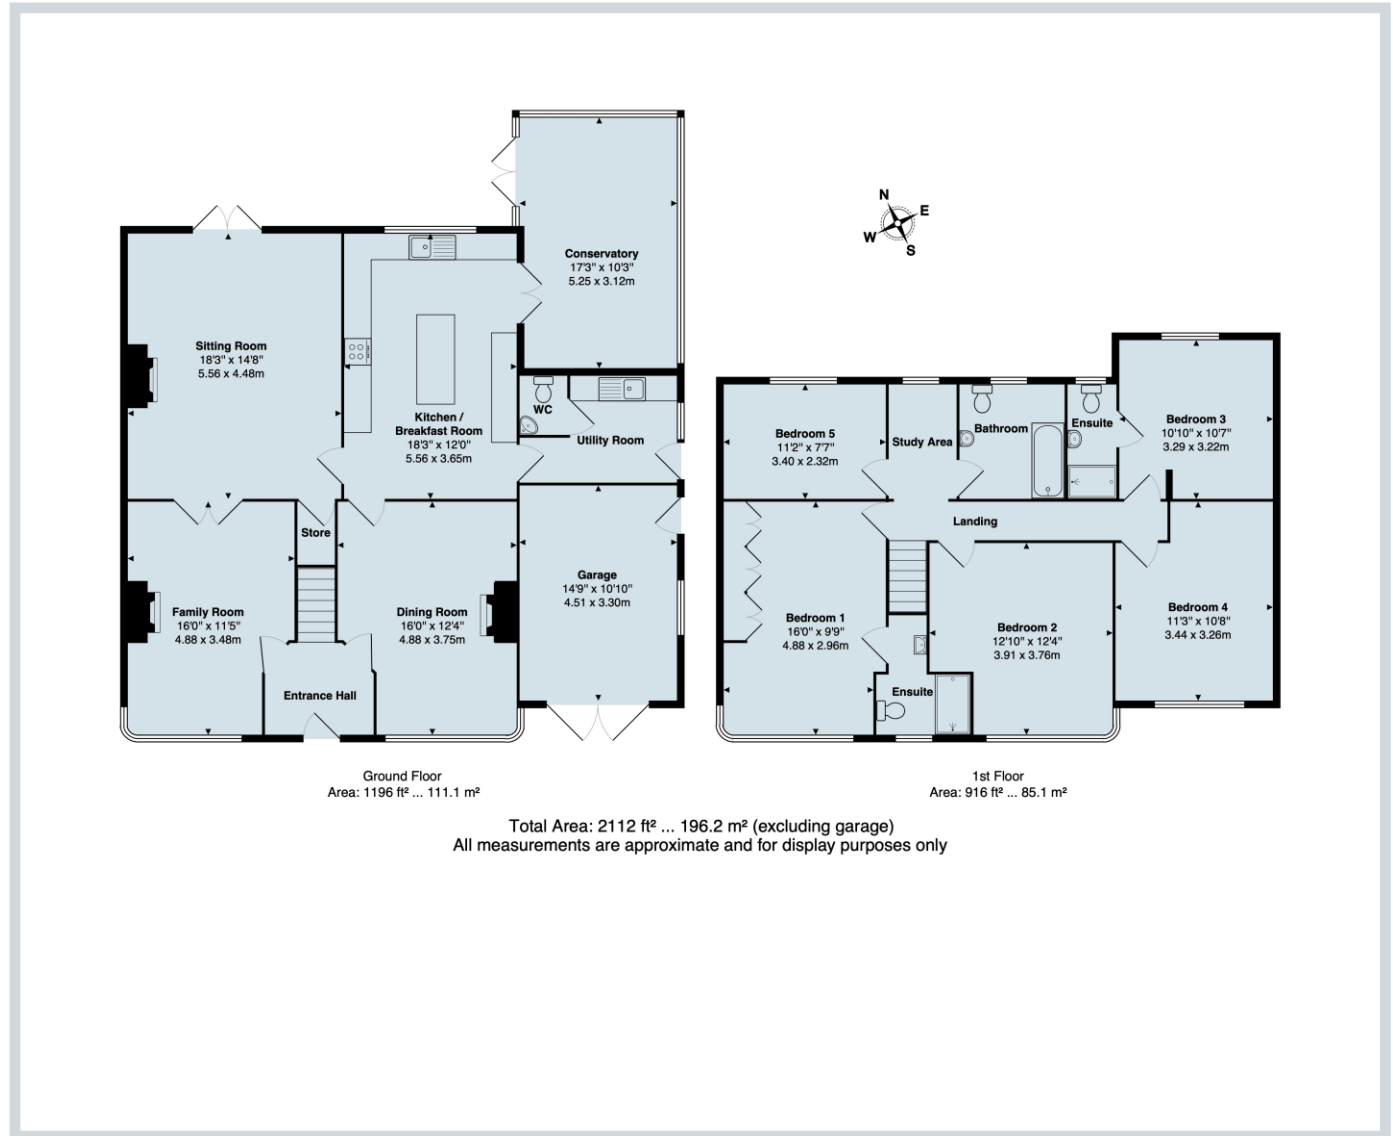 Conservatory
17'3" x 10'3"
5.25 x 3.12m
N
E
W
S
Sitting Room
18'3" x 14'8"
5.56 x 4.48m
Kitchen /
Breakfast Room
18'3" x 12'0"
5.56 x 3.65m
WC
Utility Room
Store
Family Room
16'0" x 11'5"
4.88 x 3.48m
Dining Room
16'0" x 12'4"
4.88 x 3.75m
Garage
14'9" x 10'10"
4.51 x 3.30m
Entrance Hall
Ground Floor
Area: 1196 ft² ... 111.1 m²
Bedroom 5
11'2" x 7'7"
3.40 x 2.32m
Study Area
Bathroom
Ensuite
Bedroom 3
10'10" x 10'7"
3.29 x 3.22m
Landing
Bedroom 1
16'0" x 9'9"
4.88 x 2.96m
Ensuite
Bedroom 2
12'10" x 12'4"
3.91 x 3.76m
Bedroom 4
11'3" x 10'8"
3.44 x 3.26m
1st Floor
Area: 916 ft² ... 85.1 m²
Total Area: 2112 ft² ... 196.2 m² (excluding garage)
All measurements are approximate and for display purposes only